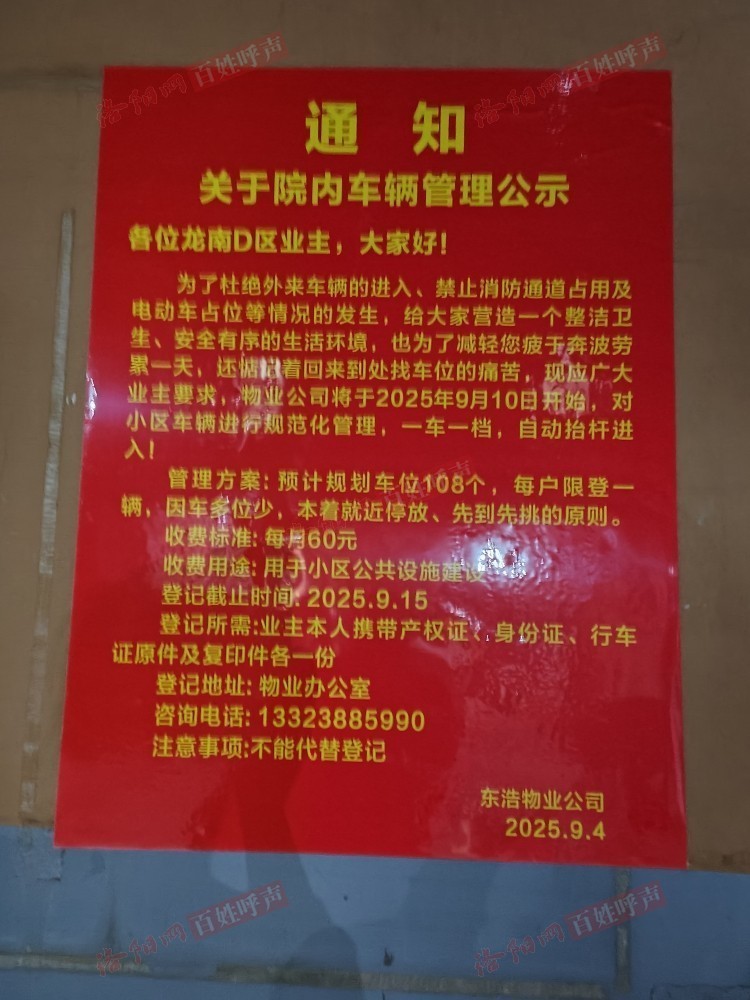 洛阳网 百姓呼声
洛阳网 百姓呼声
通 知
关于院内车辆管理公示
各位龙南D区业主，大家好！
为了杜绝外来车辆的进入、禁止消防通道占用及
电动车占位等情况的发生，给大家营造一个整洁卫
生、安全有序的生活环境，也为了减轻您疲于奔波劳
累一天，还惦记着回来到处找车位的痛苦，现应广大
业主要求，物业公司将于2025年9月10日开始，对
小区车辆进行规范化管理，一车一档，自动抬杆进
入！
管理方案：预计规划车位108个，每户限登一
辆，因车多位少，本着就近停放、先到先挑的原则。
收费标准：每月60元
收费用途：用于小区公共设施建设
登记截止时间：2025.9.15
登记所需：业主本人携带产权证、身份证、行车
证原件及复印件各一份
登记地址：物业办公室
咨询电话：13323885990
注意事项：不能代替登记
东浩物业公司
2025.9.4
洛阳网 百姓呼声
洛阳网 百姓呼声